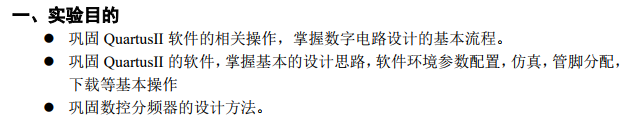 一、实验目的
● 巩固 QuartusII 软件的相关操作，掌握数字电路设计的基本流程。
● 巩固 QuartusII 的软件，掌握基本的设计思路，软件环境参数配置，仿真，管脚分配，
下载等基本操作
● 巩固数控分频器的设计方法。